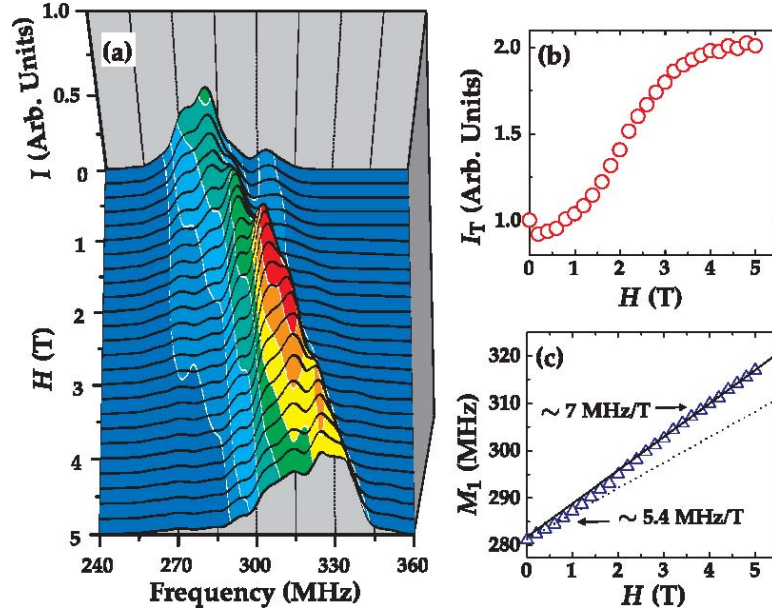 (a)
I (Arb. Units)
1.0
0.5
0
1
2
3
4
5
H (T)
240
270
300
330
360
Frequency (MHz)
(b)
I_T (Arb. Units)
2.0
1.5
1.0
0
1
2
3
4
5
H (T)
(c)
M_1 (MHz)
320
310
300
290
280
~ 7 MHz/T
~ 5.4 MHz/T
0
1
2
3
4
5
H (T)